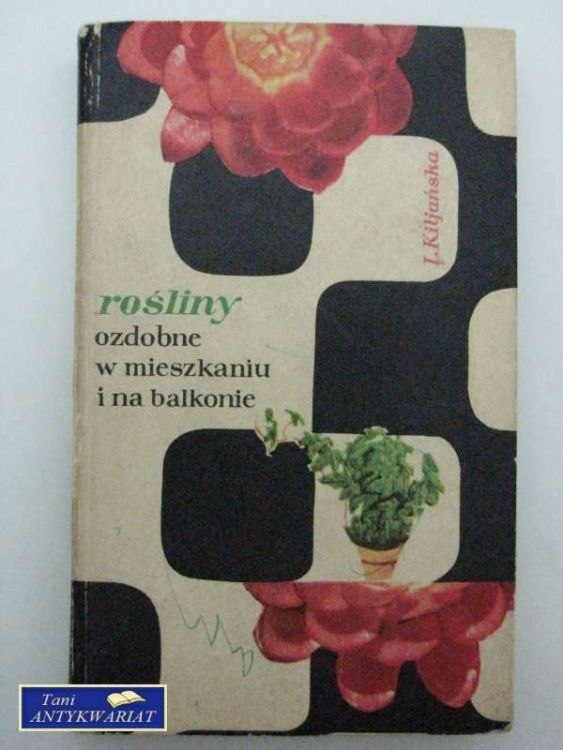 I. Kiljańska
rośliny
ozdobne
w mieszkaniu
i na balkonie
Tani
ANTYKWARIAT